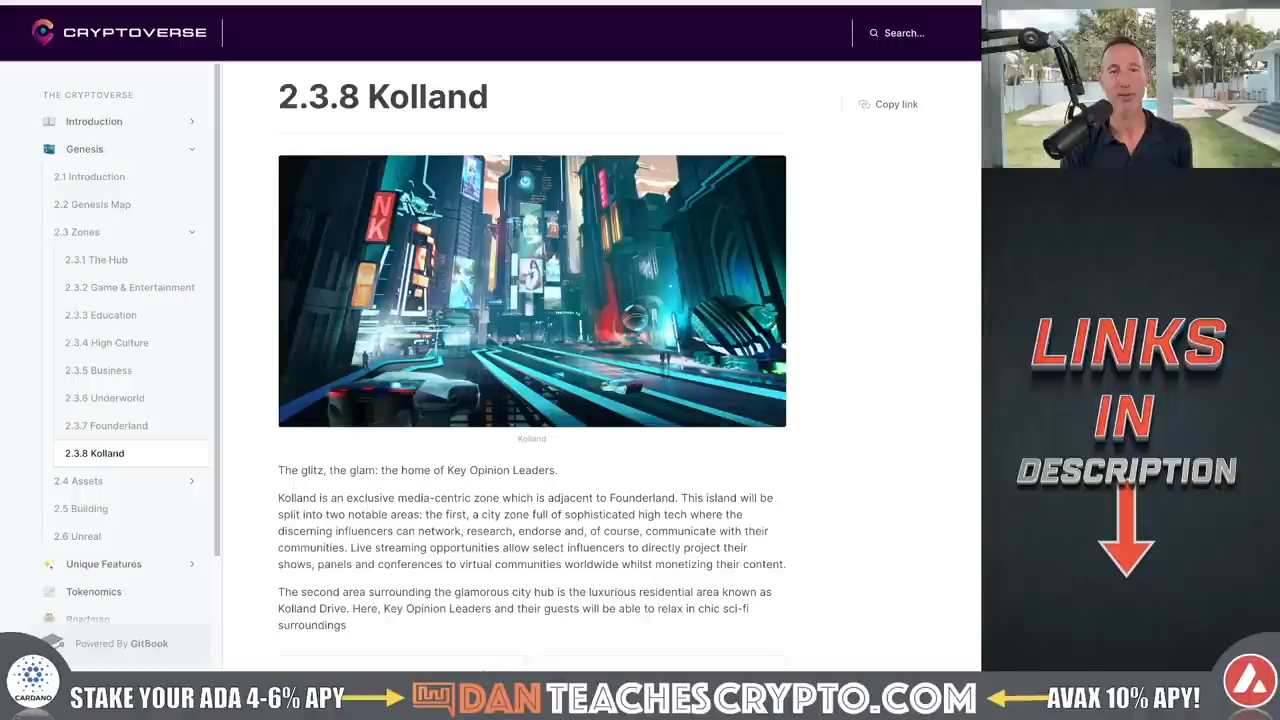 CRYPTOVERSE
Search...
THE CRYPTOVERSE
Introduction
Genesis
2.1 Introduction
2.2 Genesis Map
2.3 Zones
2.3.1 The Hub
2.3.2 Game & Entertainment
2.3.3 Education
2.3.4 High Culture
2.3.5 Business
2.3.6 Underworld
2.3.7 Founderland
2.3.8 Kolland
2.4 Assets
2.5 Building
2.6 Unreal
Unique Features
Tokenomics
Roadmap
Powered By GitBook
2.3.8 Kolland
Copy link
NK
Kolland
The glitz, the glam: the home of Key Opinion Leaders.
Kolland is an exclusive media-centric zone which is adjacent to Founderland. This island will be
split into two notable areas: the first, a city zone full of sophisticated high tech where the
discerning influencers can network, research, endorse and, of course, communicate with their
communities. Live streaming opportunities allow select influencers to directly project their
shows, panels and conferences to virtual communities worldwide whilst monetizing their content.
The second area surrounding the glamorous city hub is the luxurious residential area known as
Kolland Drive. Here, Key Opinion Leaders and their guests will be able to relax in chic sci-fi
surroundings
LINKS
IN
DESCRIPTION
CARDANO
STAKE YOUR ADA 4-6% APY
DANTEACHESCRYPTO.COM
AVAX 10% APY!